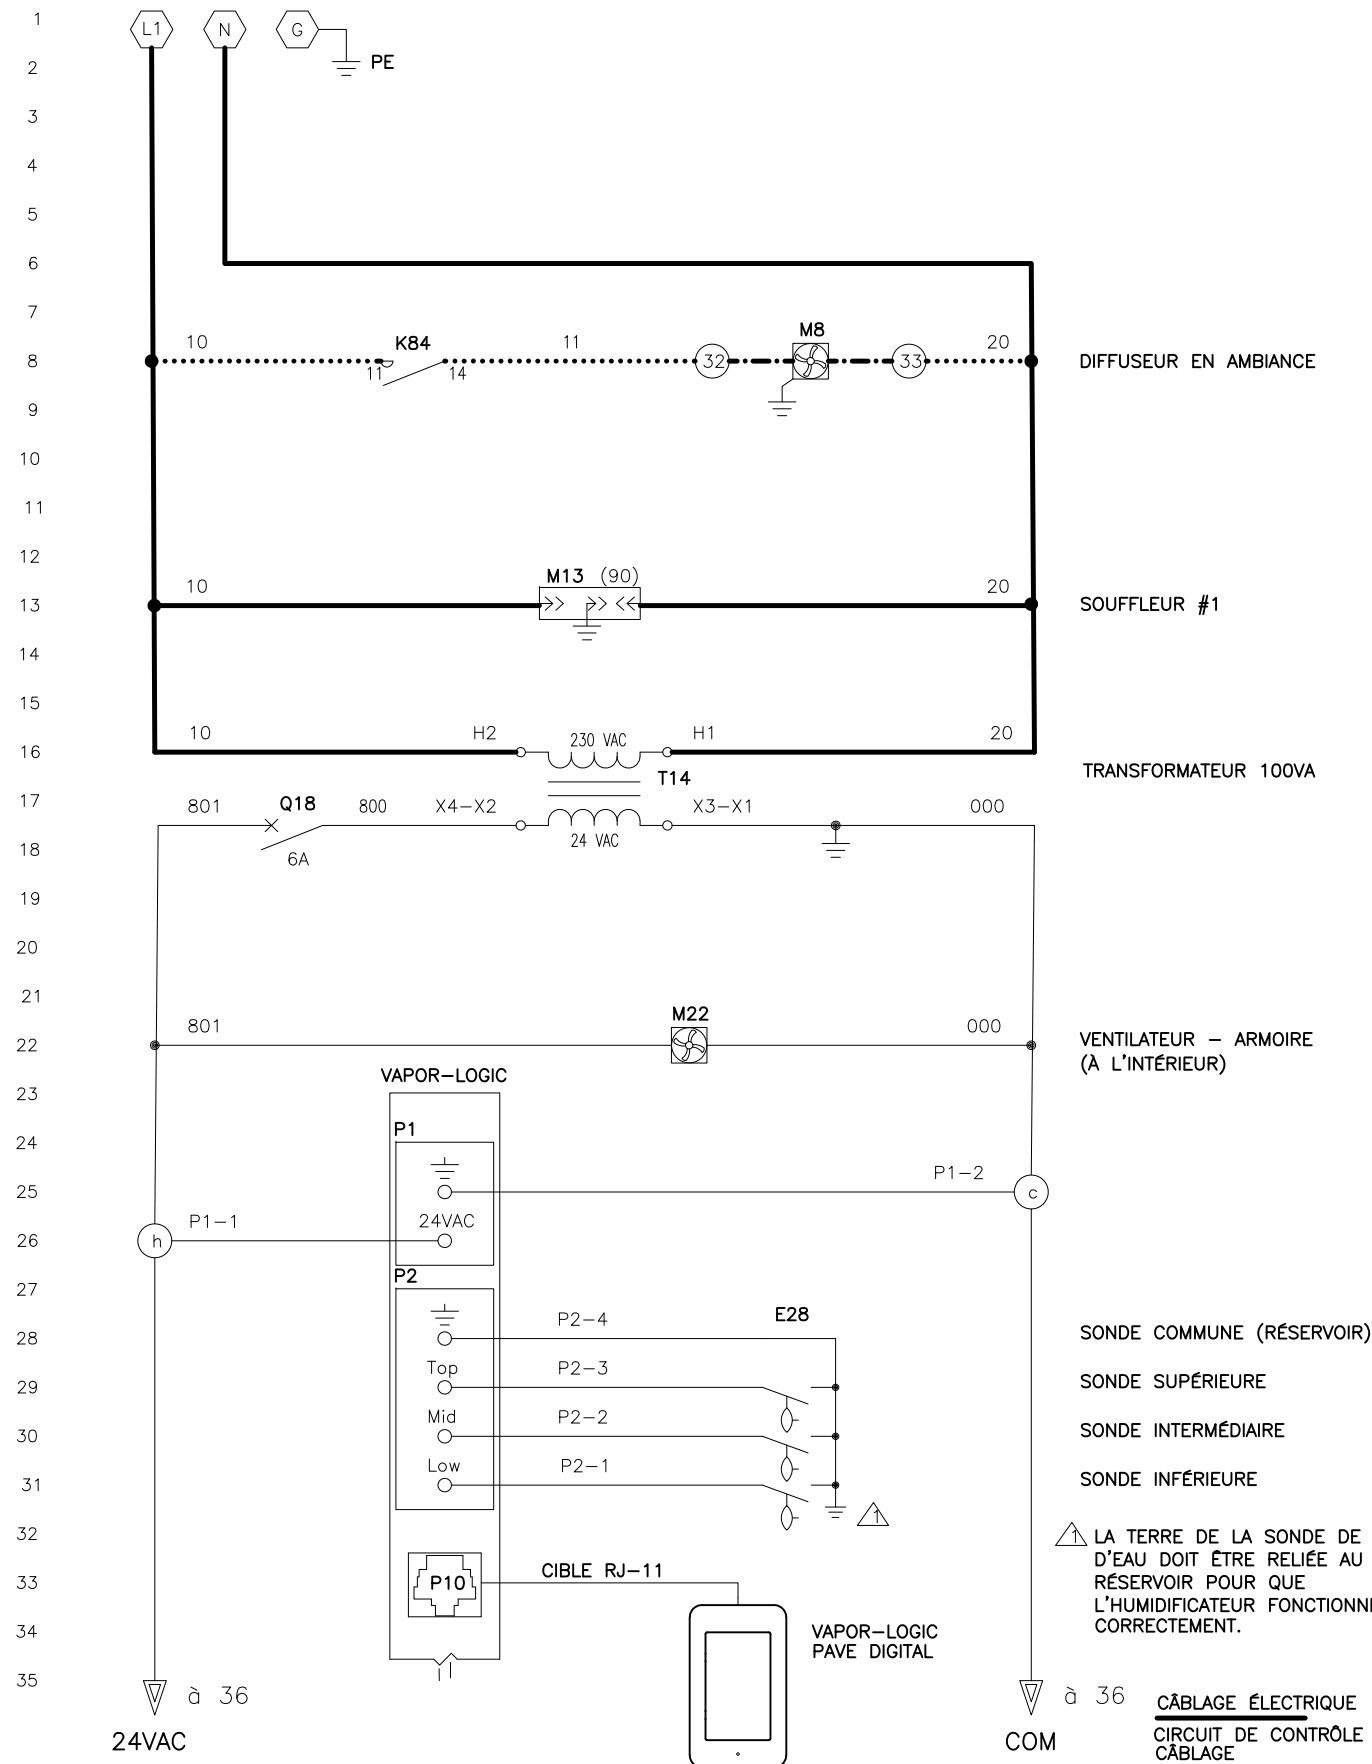 1
L1 N G
2
PE
3
4
5
6
7
M8
10 K84 11 20
8
32 33
DIFFUSEUR EN AMBIANCE
11 14
9
10
11
12
M13 (90)
10 20
13
SOUFFLEUR #1
14
15
10 H2 230 VAC H1 20
16
TRANSFORMATEUR 100VA
T14
17
801 Q18 800 X4-X2 X3-X1 000
24 VAC
18
6A
19
20
21
M22
801 000
22
VENTILATEUR – ARMOIRE
(À L'INTÉRIEUR)
VAPOR-LOGIC
23
P1
24
P1-2
25
c
P1-1 24VAC
26
h
P2
27
P2-4 E28
28
SONDE COMMUNE (RÉSERVOIR)
Top P2-3
29
SONDE SUPÉRIEURE
Mid P2-2
30
SONDE INTERMÉDIAIRE
Low P2-1
31
SONDE INFÉRIEURE
1
32
1 LA TERRE DE LA SONDE DE
D'EAU DOIT ÊTRE RELIÉE AU
CIBLE RJ-11
33
P10
RÉSERVOIR POUR QUE
L'HUMIDIFICATEUR FONCTIONN
CORRECTEMENT.
34
VAPOR-LOGIC
PAVE DIGITAL
35
à 36
à 36
CÂBLAGE ÉLECTRIQUE
24VAC
COM
CIRCUIT DE CONTRÔLE
CÂBLAGE